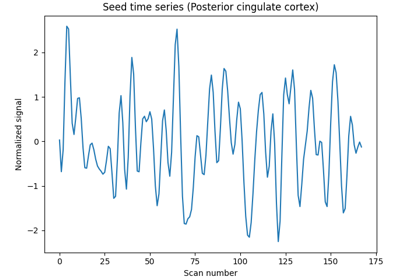 Seed time series (Posterior cingulate cortex)
Normalized signal
2
1
0
−1
−2
0 25 50 75 100 125 150 175
Scan number